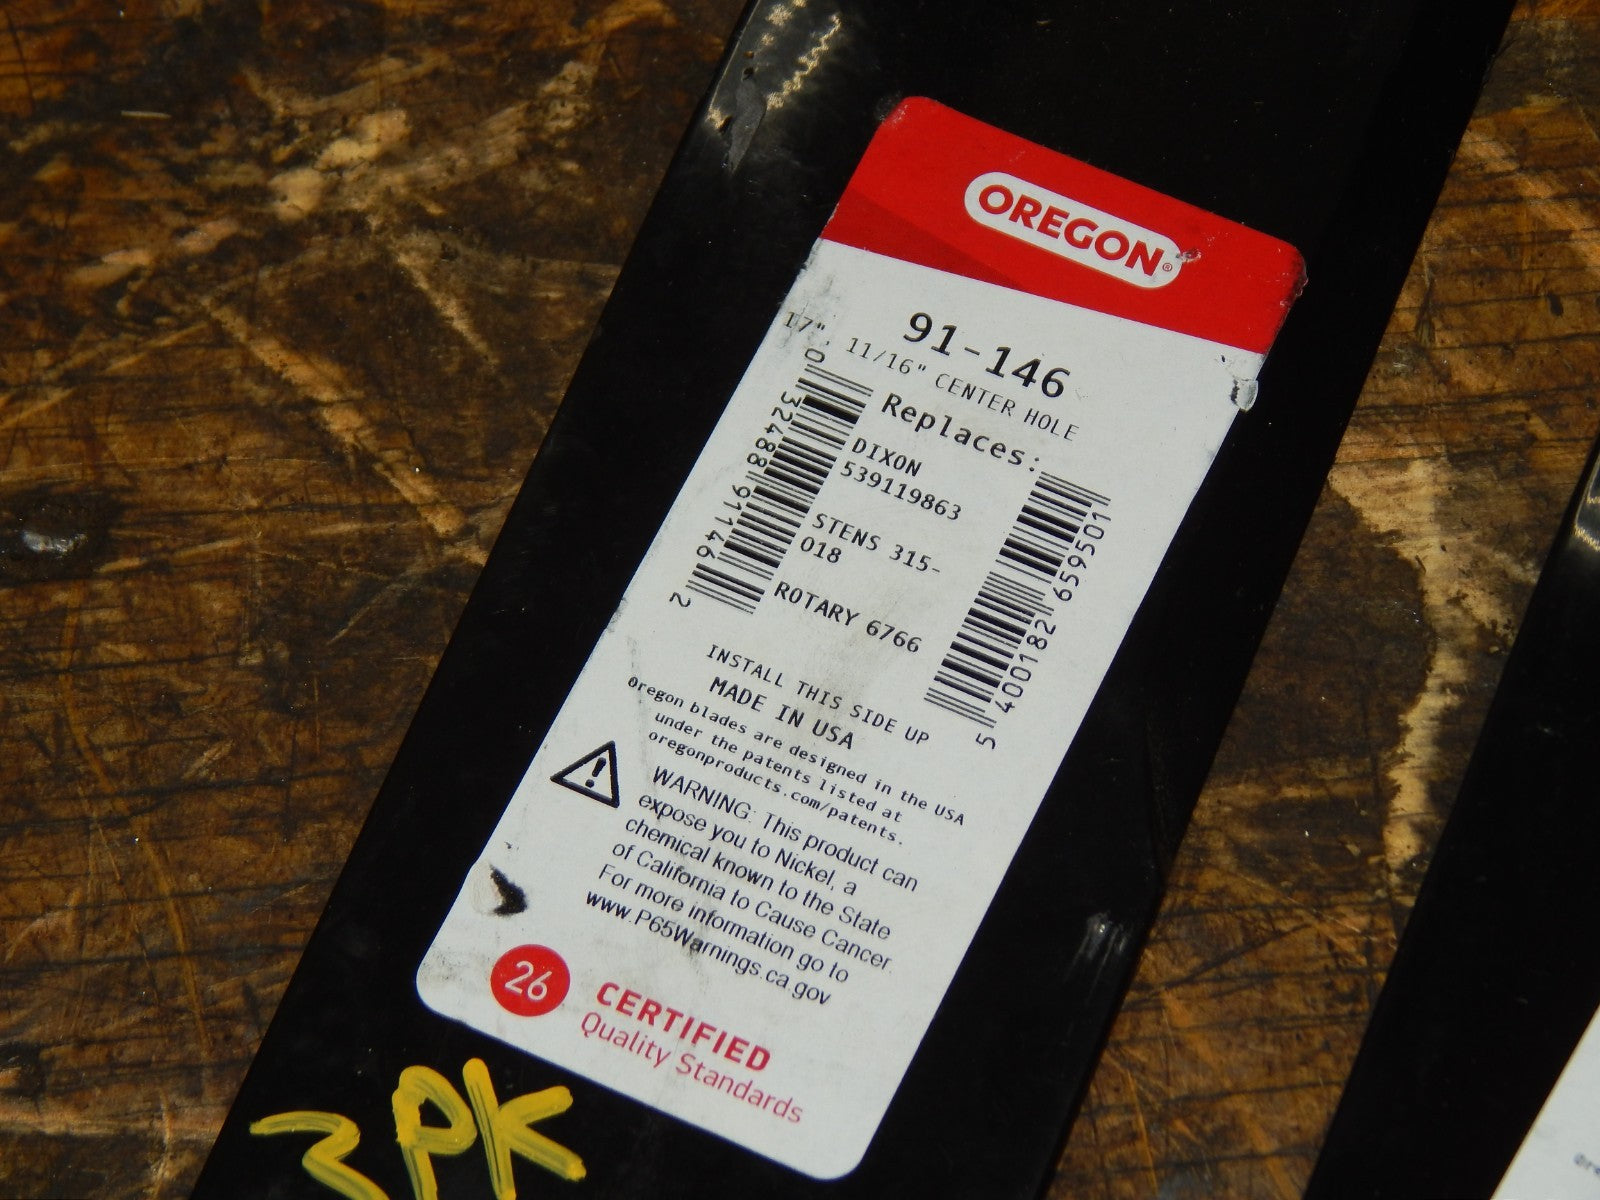 OREGON®
91-146
17", 11/16" CENTER HOLE
Replaces:
DIXON
539119863
STENS 315-
018
ROTARY 6766
0 32488 91146 2
5 400182 659501
INSTALL THIS SIDE UP
MADE IN USA
Oregon blades are designed in the USA
under the patents listed at
oregonproducts.com/patents.
WARNING: This product can
expose you to Nickel, a
chemical known to the State
of California to Cause Cancer.
For more information go to
www.P65Warnings.ca.gov
26 CERTIFIED
Quality Standards
3PK